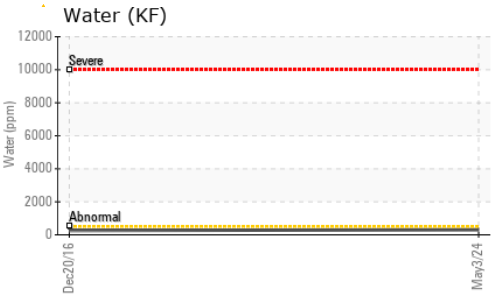 Water (KF)
12000
10000
8000
6000
4000
2000
0
Water (ppm)
Severe
Abnormal
Dec20/16
May3/24